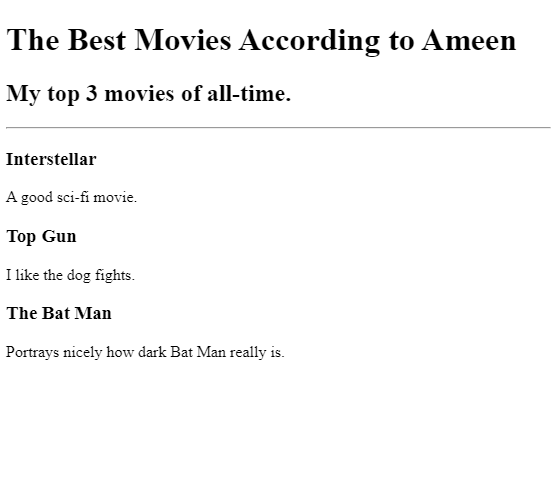 The Best Movies According to Ameen
My top 3 movies of all-time.
Interstellar
A good sci-fi movie.
Top Gun
I like the dog fights.
The Bat Man
Portrays nicely how dark Bat Man really is.